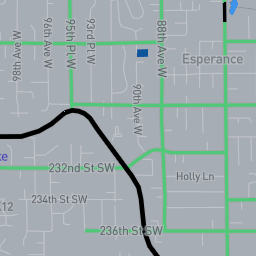 98th Ave W
96th Ave W
95th Pl W
93rd Pl W
88th Ave W
Esperance
90th Ave W
232nd St SW
Holly Ln
234th St SW
236th St SW